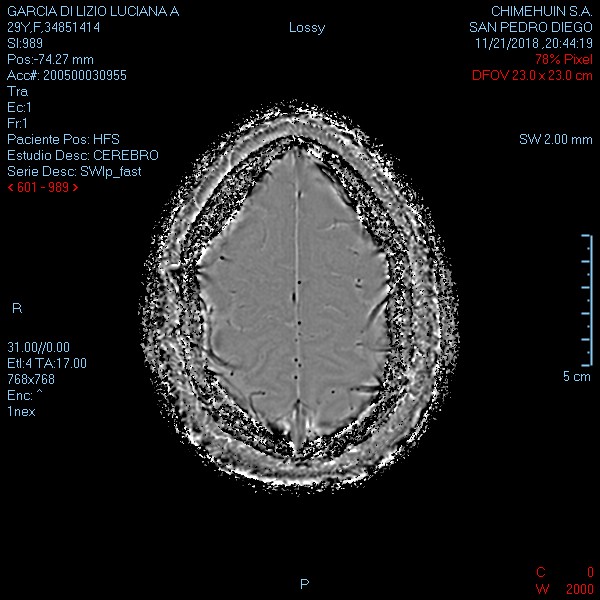 GARCIA DI LIZIO LUCIANA A
29Y,F,34851414
SI:989
Pos:-74.27 mm
Acc#: 200500030955
Tra
Ec:1
Fr:1
Paciente Pos: HFS
Estudio Desc: CEREBRO
Serie Desc: SWIp_fast
< 601 - 989 >
Lossy
CHIMEHUIN S.A.
SAN PEDRO DIEGO
11/21/2018 ,20:44:19
78% Pixel
DFOV 23.0 x 23.0 cm
SW 2.00 mm
R
31.00//0.00
Etl:4 TA:17.00
768x768
Enc: ^
1nex
5 cm
P
C 0
W 2000